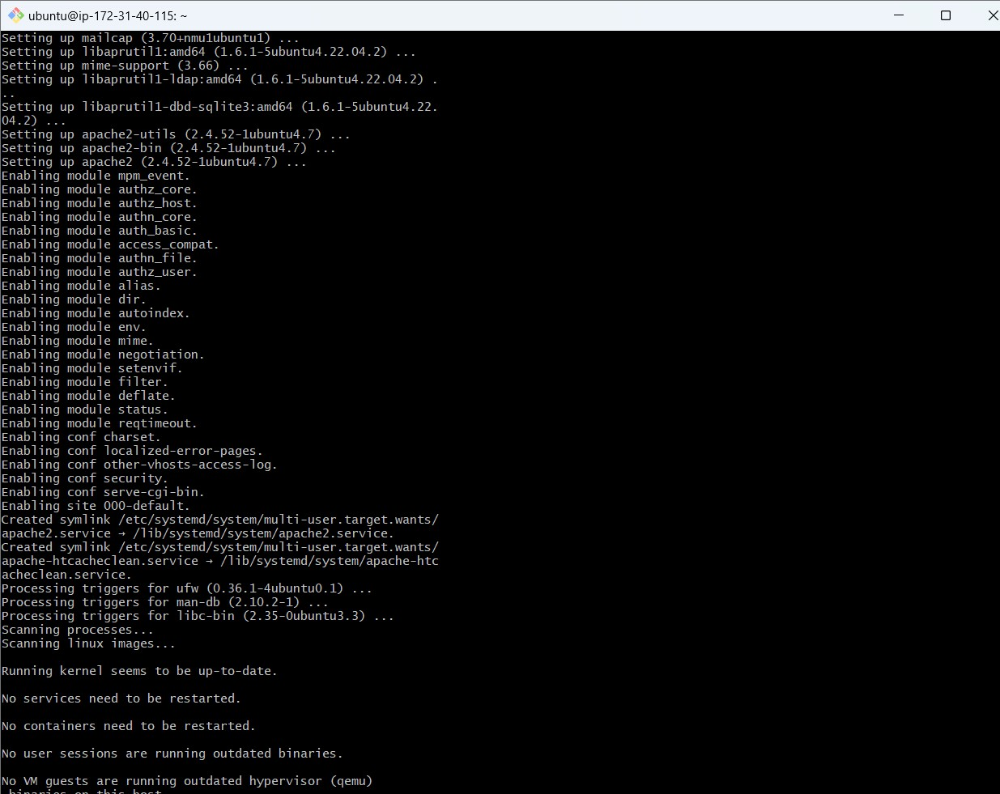 ubuntu@ip-172-31-40-115: ~
Setting up mailcap (3.70+nmu1ubuntu1) ...
Setting up libaprutil1:amd64 (1.6.1-5ubuntu4.22.04.2) ...
Setting up mime-support (3.66) ...
Setting up libaprutil1-ldap:amd64 (1.6.1-5ubuntu4.22.04.2) .
..
Setting up libaprutil1-dbd-sqlite3:amd64 (1.6.1-5ubuntu4.22.
04.2) ...
Setting up apache2-utils (2.4.52-1ubuntu4.7) ...
Setting up apache2-bin (2.4.52-1ubuntu4.7) ...
Setting up apache2 (2.4.52-1ubuntu4.7) ...
Enabling module mpm_event.
Enabling module authz_core.
Enabling module authz_host.
Enabling module authn_core.
Enabling module auth_basic.
Enabling module access_compat.
Enabling module authn_file.
Enabling module authz_user.
Enabling module alias.
Enabling module dir.
Enabling module autoindex.
Enabling module env.
Enabling module mime.
Enabling module negotiation.
Enabling module setenvif.
Enabling module filter.
Enabling module deflate.
Enabling module status.
Enabling module reqtimeout.
Enabling conf charset.
Enabling conf localized-error-pages.
Enabling conf other-vhosts-access-log.
Enabling conf security.
Enabling conf serve-cgi-bin.
Enabling site 000-default.
Created symlink /etc/systemd/system/multi-user.target.wants/
apache2.service → /lib/systemd/system/apache2.service.
Created symlink /etc/systemd/system/multi-user.target.wants/
apache-htcacheclean.service → /lib/systemd/system/apache-htc
acheclean.service.
Processing triggers for ufw (0.36.1-4ubuntu0.1) ...
Processing triggers for man-db (2.10.2-1) ...
Processing triggers for libc-bin (2.35-0ubuntu3.3) ...
Scanning processes...
Scanning linux images...
Running kernel seems to be up-to-date.
No services need to be restarted.
No containers need to be restarted.
No user sessions are running outdated binaries.
No VM guests are running outdated hypervisor (qemu)
binaries on this host.